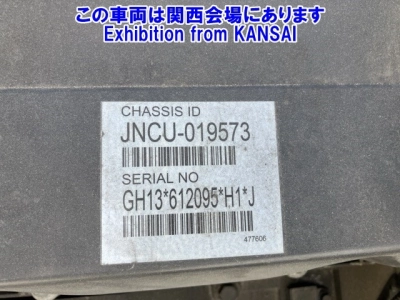 この車両は関西会場にあります
Exhibition from KANSAI
CHASSIS ID
JNCU-019573
SERIAL NO
GH13*612095*H1*J
477606